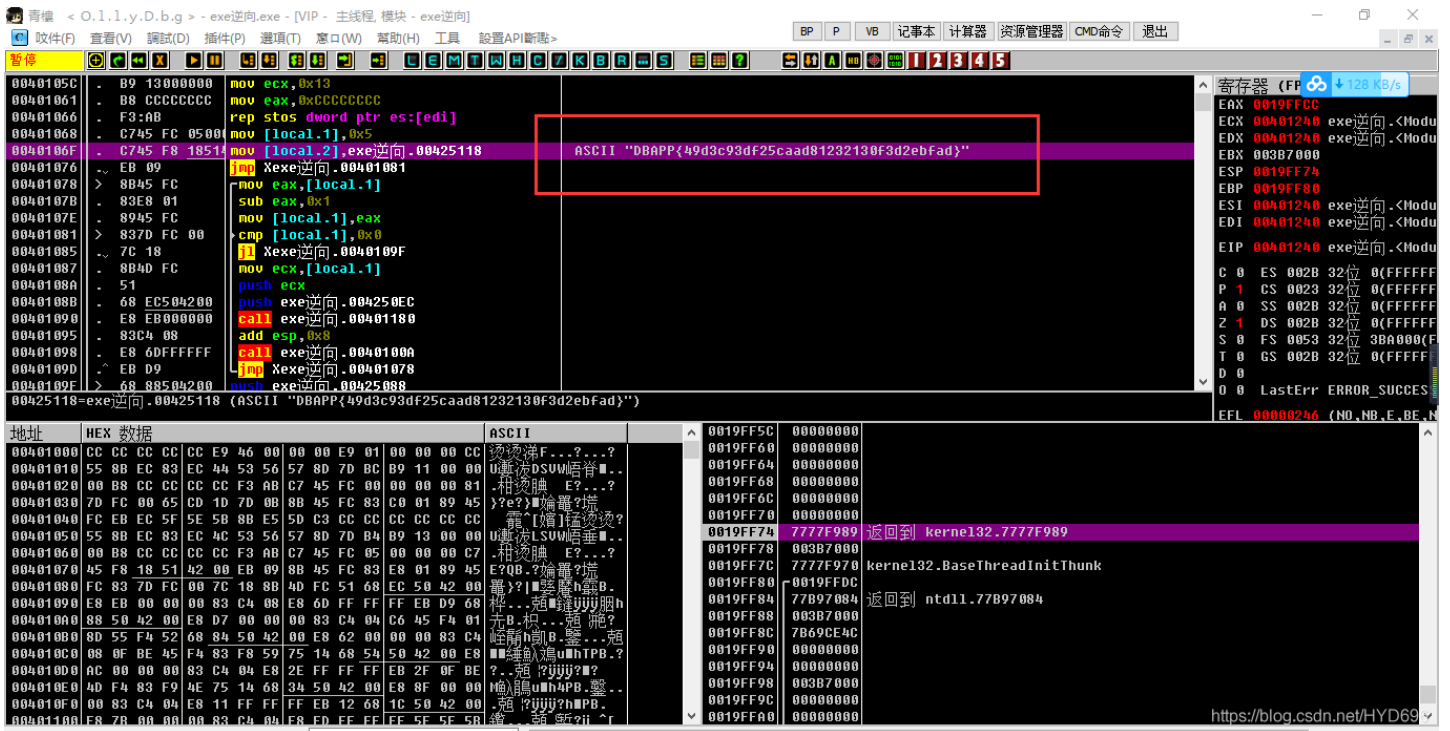 青樓 < O.l.l.y.D.b.g > - exe逆向.exe - [VIP - 主线程, 模块 - exe逆向]
BP P VB 记事本 计算器 资源管理器 CMD命令 退出
暂停
L E M T W H C / K B R ... S
1 2 3 4 5
0040105C . B9 13000000 mov ecx,0x13
00401061 . B8 CCCCCCCC mov eax,0xCCCCCCCC
00401066 . F3:AB rep stos dword ptr es:[edi]
00401068 . C745 FC 0500 mov [local.1],0x5
0040106F . C745 F8 1851 mov [local.2],exe逆向.00425118 ASCII "DBAPP{49d3c93df25caad81232130f3d2ebfad}"
00401076 . EB 09 jmp Xexe逆向.00401081
00401078 > 8B45 FC mov eax,[local.1]
0040107B . 83E8 01 sub eax,0x1
0040107E . 8945 FC mov [local.1],eax
00401081 > 837D FC 00 cmp [local.1],0x0
00401085 . 7C 18 jl Xexe逆向.0040109F
00401087 . 8B4D FC mov ecx,[local.1]
0040108A . 51 push ecx
0040108B . 68 EC504200 push exe逆向.004250EC
00401090 . E8 EB000000 call exe逆向.00401180
00401095 . 83C4 08 add esp,0x8
00401098 . E8 6DFFFFFF call exe逆向.0040100A
0040109D .^ EB D9 jmp Xexe逆向.00401078
0040109F > 68 88504200 push exe逆向.00425088
00425118=exe逆向.00425118 (ASCII "DBAPP{49d3c93df25caad81232130f3d2ebfad}")
寄存器 (FP
128 KB/s
EAX 0019FFCC
ECX 00401240 exe逆向.<Modu
EDX 00401240 exe逆向.<Modu
EBX 003B7000
ESP 0019FF74
EBP 0019FF80
ESI 00401240 exe逆向.<Modu
EDI 00401240 exe逆向.<Modu
EIP 00401240 exe逆向.<Modu
C 0 ES 002B 32位 0(FFFFFF
P 1 CS 0023 32位 0(FFFFFF
A 0 SS 002B 32位 0(FFFFFF
Z 1 DS 002B 32位 0(FFFFFF
S 0 FS 0053 32位 3BA000(F
T 0 GS 002B 32位 0(FFFFFF
D 0
O 0 LastErr ERROR_SUCCES
EFL 00000246 (NO,NB,E,BE,N
地址 HEX 数据 ASCII
00401000 CC CC CC CC CC E9 46 00 00 00 E9 01 00 00 00 CC
00401010 55 8B EC 83 EC 44 53 56 57 8D 7D BC B9 11 00 00
00401020 00 B8 CC CC CC CC F3 AB C7 45 FC 00 00 00 00 81
00401030 7D FC 00 65 CD 1D 7D 0B 8B 45 FC 83 C0 01 89 45
00401040 FC EB EC 5F 5E 5B 8B E5 5D C3 CC CC CC CC CC CC
00401050 55 8B EC 83 EC 4C 53 56 57 8D 7D B4 B9 13 00 00
00401060 00 B8 CC CC CC CC F3 AB C7 45 FC 05 00 00 00 C7
00401070 45 F8 18 51 42 00 EB 09 8B 45 FC 83 E8 01 89 45
00401080 FC 83 7D FC 00 7C 18 8B 4D FC 51 68 EC 50 42 00
00401090 E8 EB 00 00 00 83 C4 08 E8 6D FF FF FF EB D9 68
004010A0 88 50 42 00 E8 D7 00 00 00 83 C4 04 C6 45 F4 01
004010B0 8D 55 F4 52 68 84 50 42 00 E8 62 00 00 00 83 C4
004010C0 08 0F BE 45 F4 83 F8 59 75 14 68 54 50 42 00 E8
004010D0 AC 00 00 00 83 C4 04 E8 2E FF FF FF EB 2F 0F BE
004010E0 4D F4 83 F9 4E 75 14 68 34 50 42 00 E8 8F 00 00
004010F0 00 83 C4 04 E8 11 FF FF FF EB 12 68 1C 50 42 00
00401100 E8 7B 00 00 00 83 C4 04 E8 FD FE FF FF 5F 5E 5B
0019FF5C 00000000
0019FF60 00000000
0019FF64 00000000
0019FF68 00000000
0019FF6C 00000000
0019FF70 00000000
0019FF74 7777F989 返回到 kernel32.7777F989
0019FF78 003B7000
0019FF7C 7777F970 kernel32.BaseThreadInitThunk
0019FF80 0019FFDC
0019FF84 77B97084 返回到 ntdll.77B97084
0019FF88 003B7000
0019FF8C 7B69CE4C
0019FF90 00000000
0019FF94 00000000
0019FF98 003B7000
0019FF9C 00000000
0019FFA0 00000000
https://blog.csdn.net/HYD69